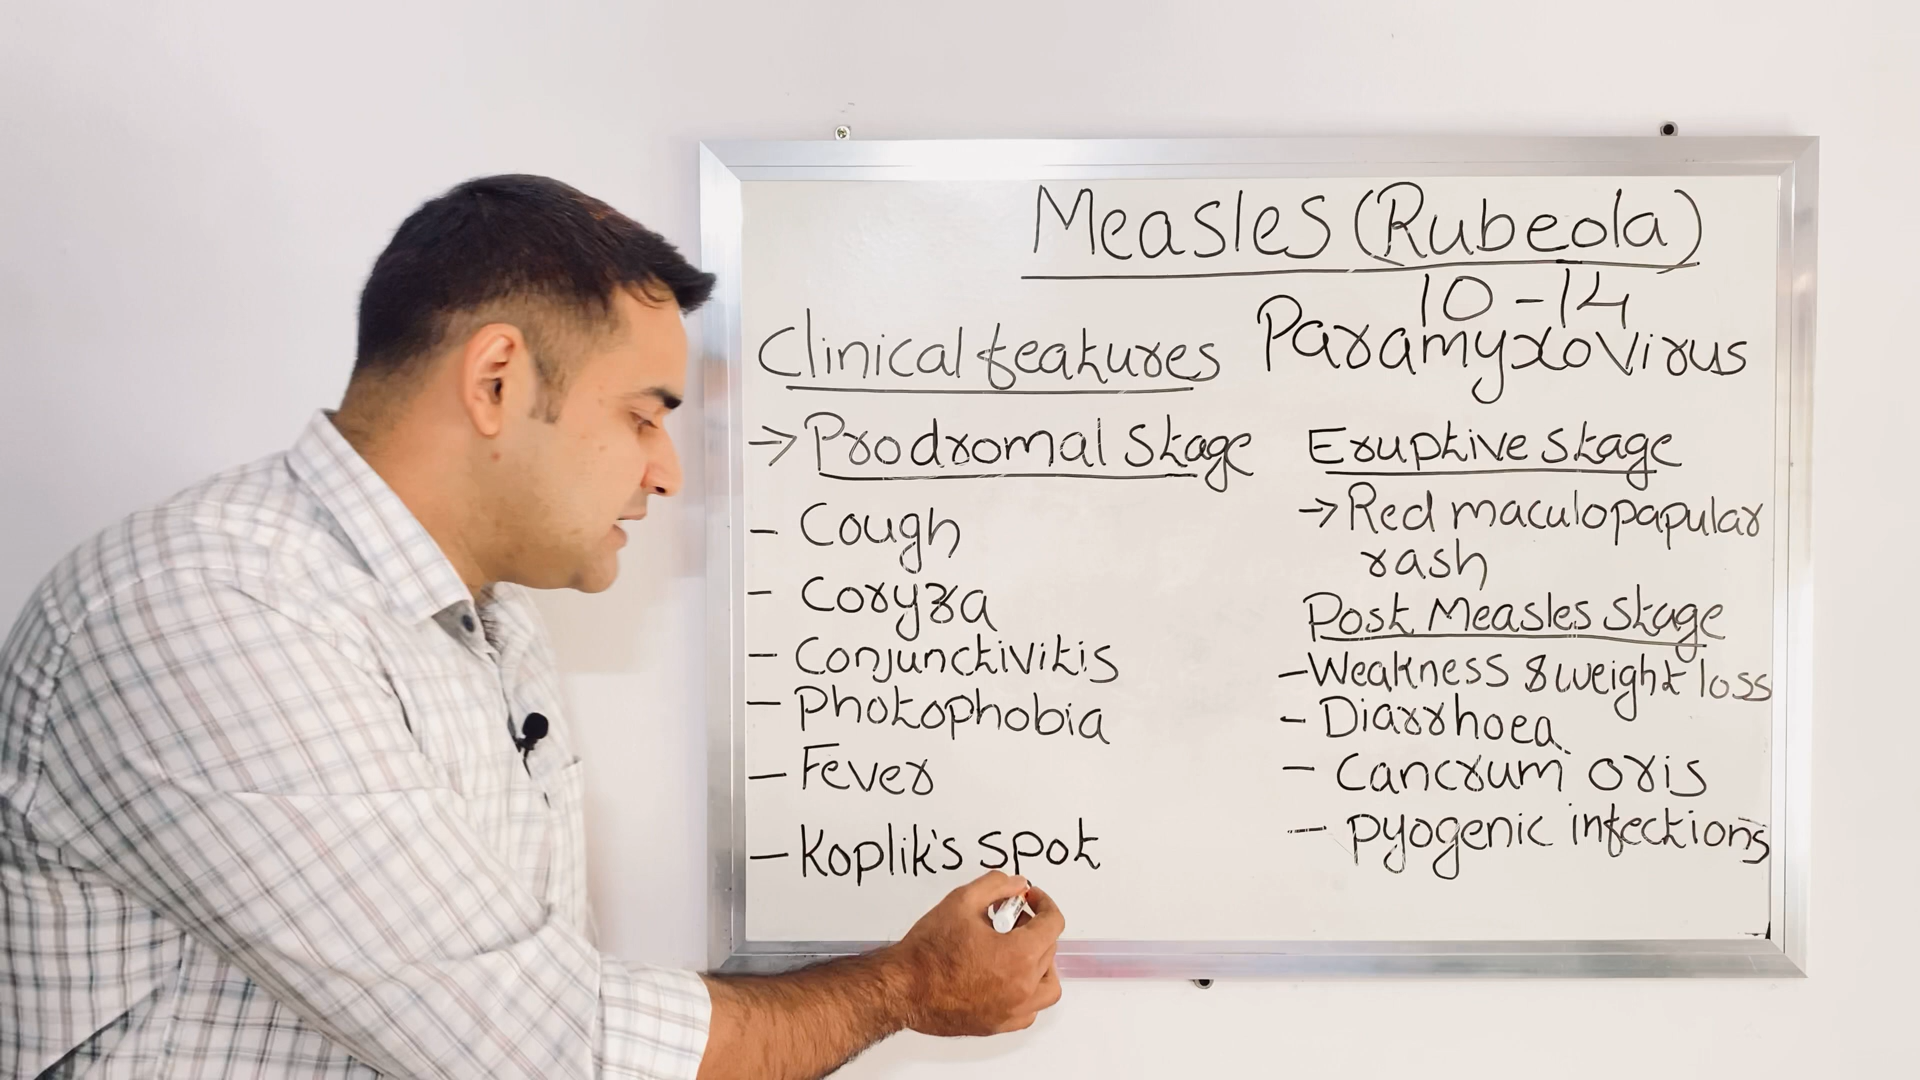 Measles (Rubeola)
10-14
Clinical features
Paramyxovirus
→ Prodromal stage
- Cough
- Coryza
- Conjunctivitis
- Photophobia
- Fever
- Koplik's spot
Eruptive stage
→ Red maculopapular
rash
Post Measles Stage
- Weakness & weight loss
- Diarrhoea
- Cancrum oris
- pyogenic infections